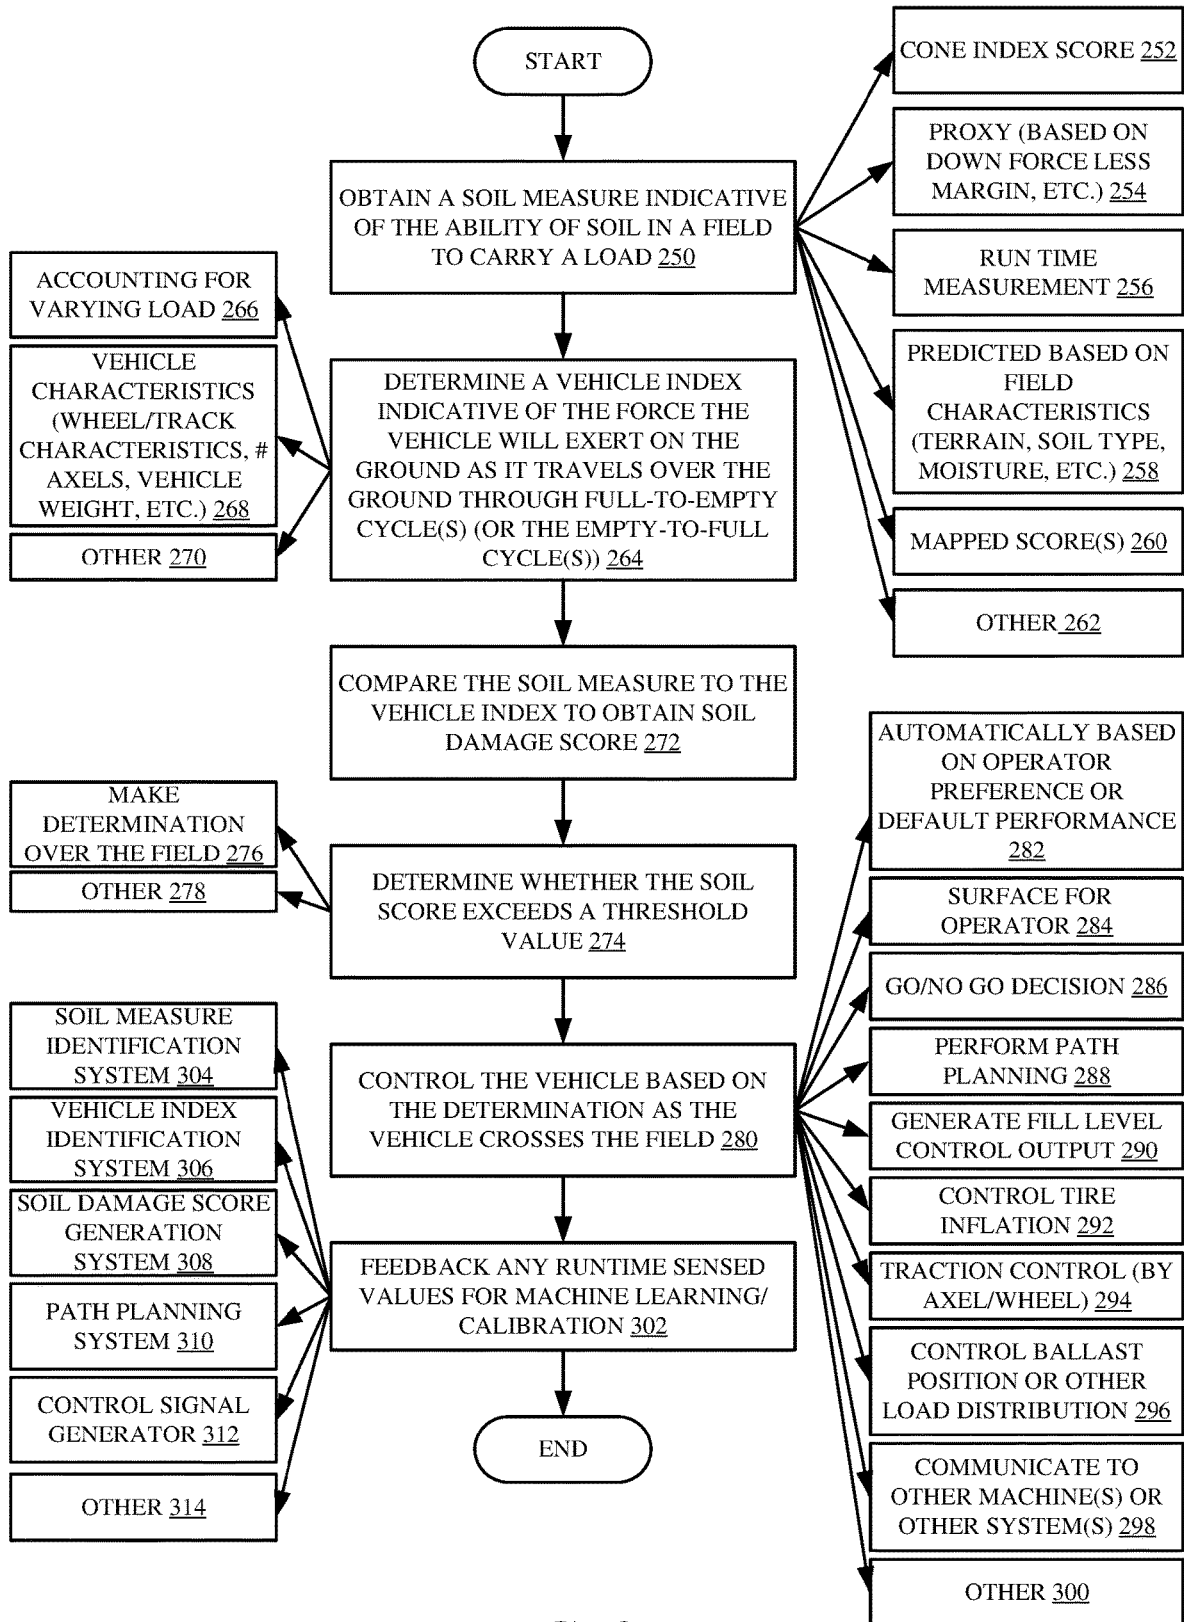 START
OBTAIN A SOIL MEASURE INDICATIVE
OF THE ABILITY OF SOIL IN A FIELD
TO CARRY A LOAD 250
CONE INDEX SCORE 252
PROXY (BASED ON
DOWN FORCE LESS
MARGIN, ETC.) 254
RUN TIME
MEASUREMENT 256
PREDICTED BASED ON
FIELD
CHARACTERISTICS
(TERRAIN, SOIL TYPE,
MOISTURE, ETC.) 258
MAPPED SCORE(S) 260
OTHER 262
DETERMINE A VEHICLE INDEX
INDICATIVE OF THE FORCE THE
VEHICLE WILL EXERT ON THE
GROUND AS IT TRAVELS OVER THE
GROUND THROUGH FULL-TO-EMPTY
CYCLE(S) (OR THE EMPTY-TO-FULL
CYCLE(S)) 264
ACCOUNTING FOR
VARYING LOAD 266
VEHICLE
CHARACTERISTICS
(WHEEL/TRACK
CHARACTERISTICS, #
AXELS, VEHICLE
WEIGHT, ETC.) 268
OTHER 270
COMPARE THE SOIL MEASURE TO THE
VEHICLE INDEX TO OBTAIN SOIL
DAMAGE SCORE 272
DETERMINE WHETHER THE SOIL
SCORE EXCEEDS A THRESHOLD
VALUE 274
MAKE
DETERMINATION
OVER THE FIELD 276
OTHER 278
CONTROL THE VEHICLE BASED ON
THE DETERMINATION AS THE
VEHICLE CROSSES THE FIELD 280
AUTOMATICALLY BASED
ON OPERATOR
PREFERENCE OR
DEFAULT PERFORMANCE
282
SURFACE FOR
OPERATOR 284
GO/NO GO DECISION 286
PERFORM PATH
PLANNING 288
GENERATE FILL LEVEL
CONTROL OUTPUT 290
CONTROL TIRE
INFLATION 292
TRACTION CONTROL (BY
AXEL/WHEEL) 294
CONTROL BALLAST
POSITION OR OTHER
LOAD DISTRIBUTION 296
COMMUNICATE TO
OTHER MACHINE(S) OR
OTHER SYSTEM(S) 298
OTHER 300
FEEDBACK ANY RUNTIME SENSED
VALUES FOR MACHINE LEARNING/
CALIBRATION 302
SOIL MEASURE
IDENTIFICATION
SYSTEM 304
VEHICLE INDEX
IDENTIFICATION
SYSTEM 306
SOIL DAMAGE SCORE
GENERATION
SYSTEM 308
PATH PLANNING
SYSTEM 310
CONTROL SIGNAL
GENERATOR 312
OTHER 314
END